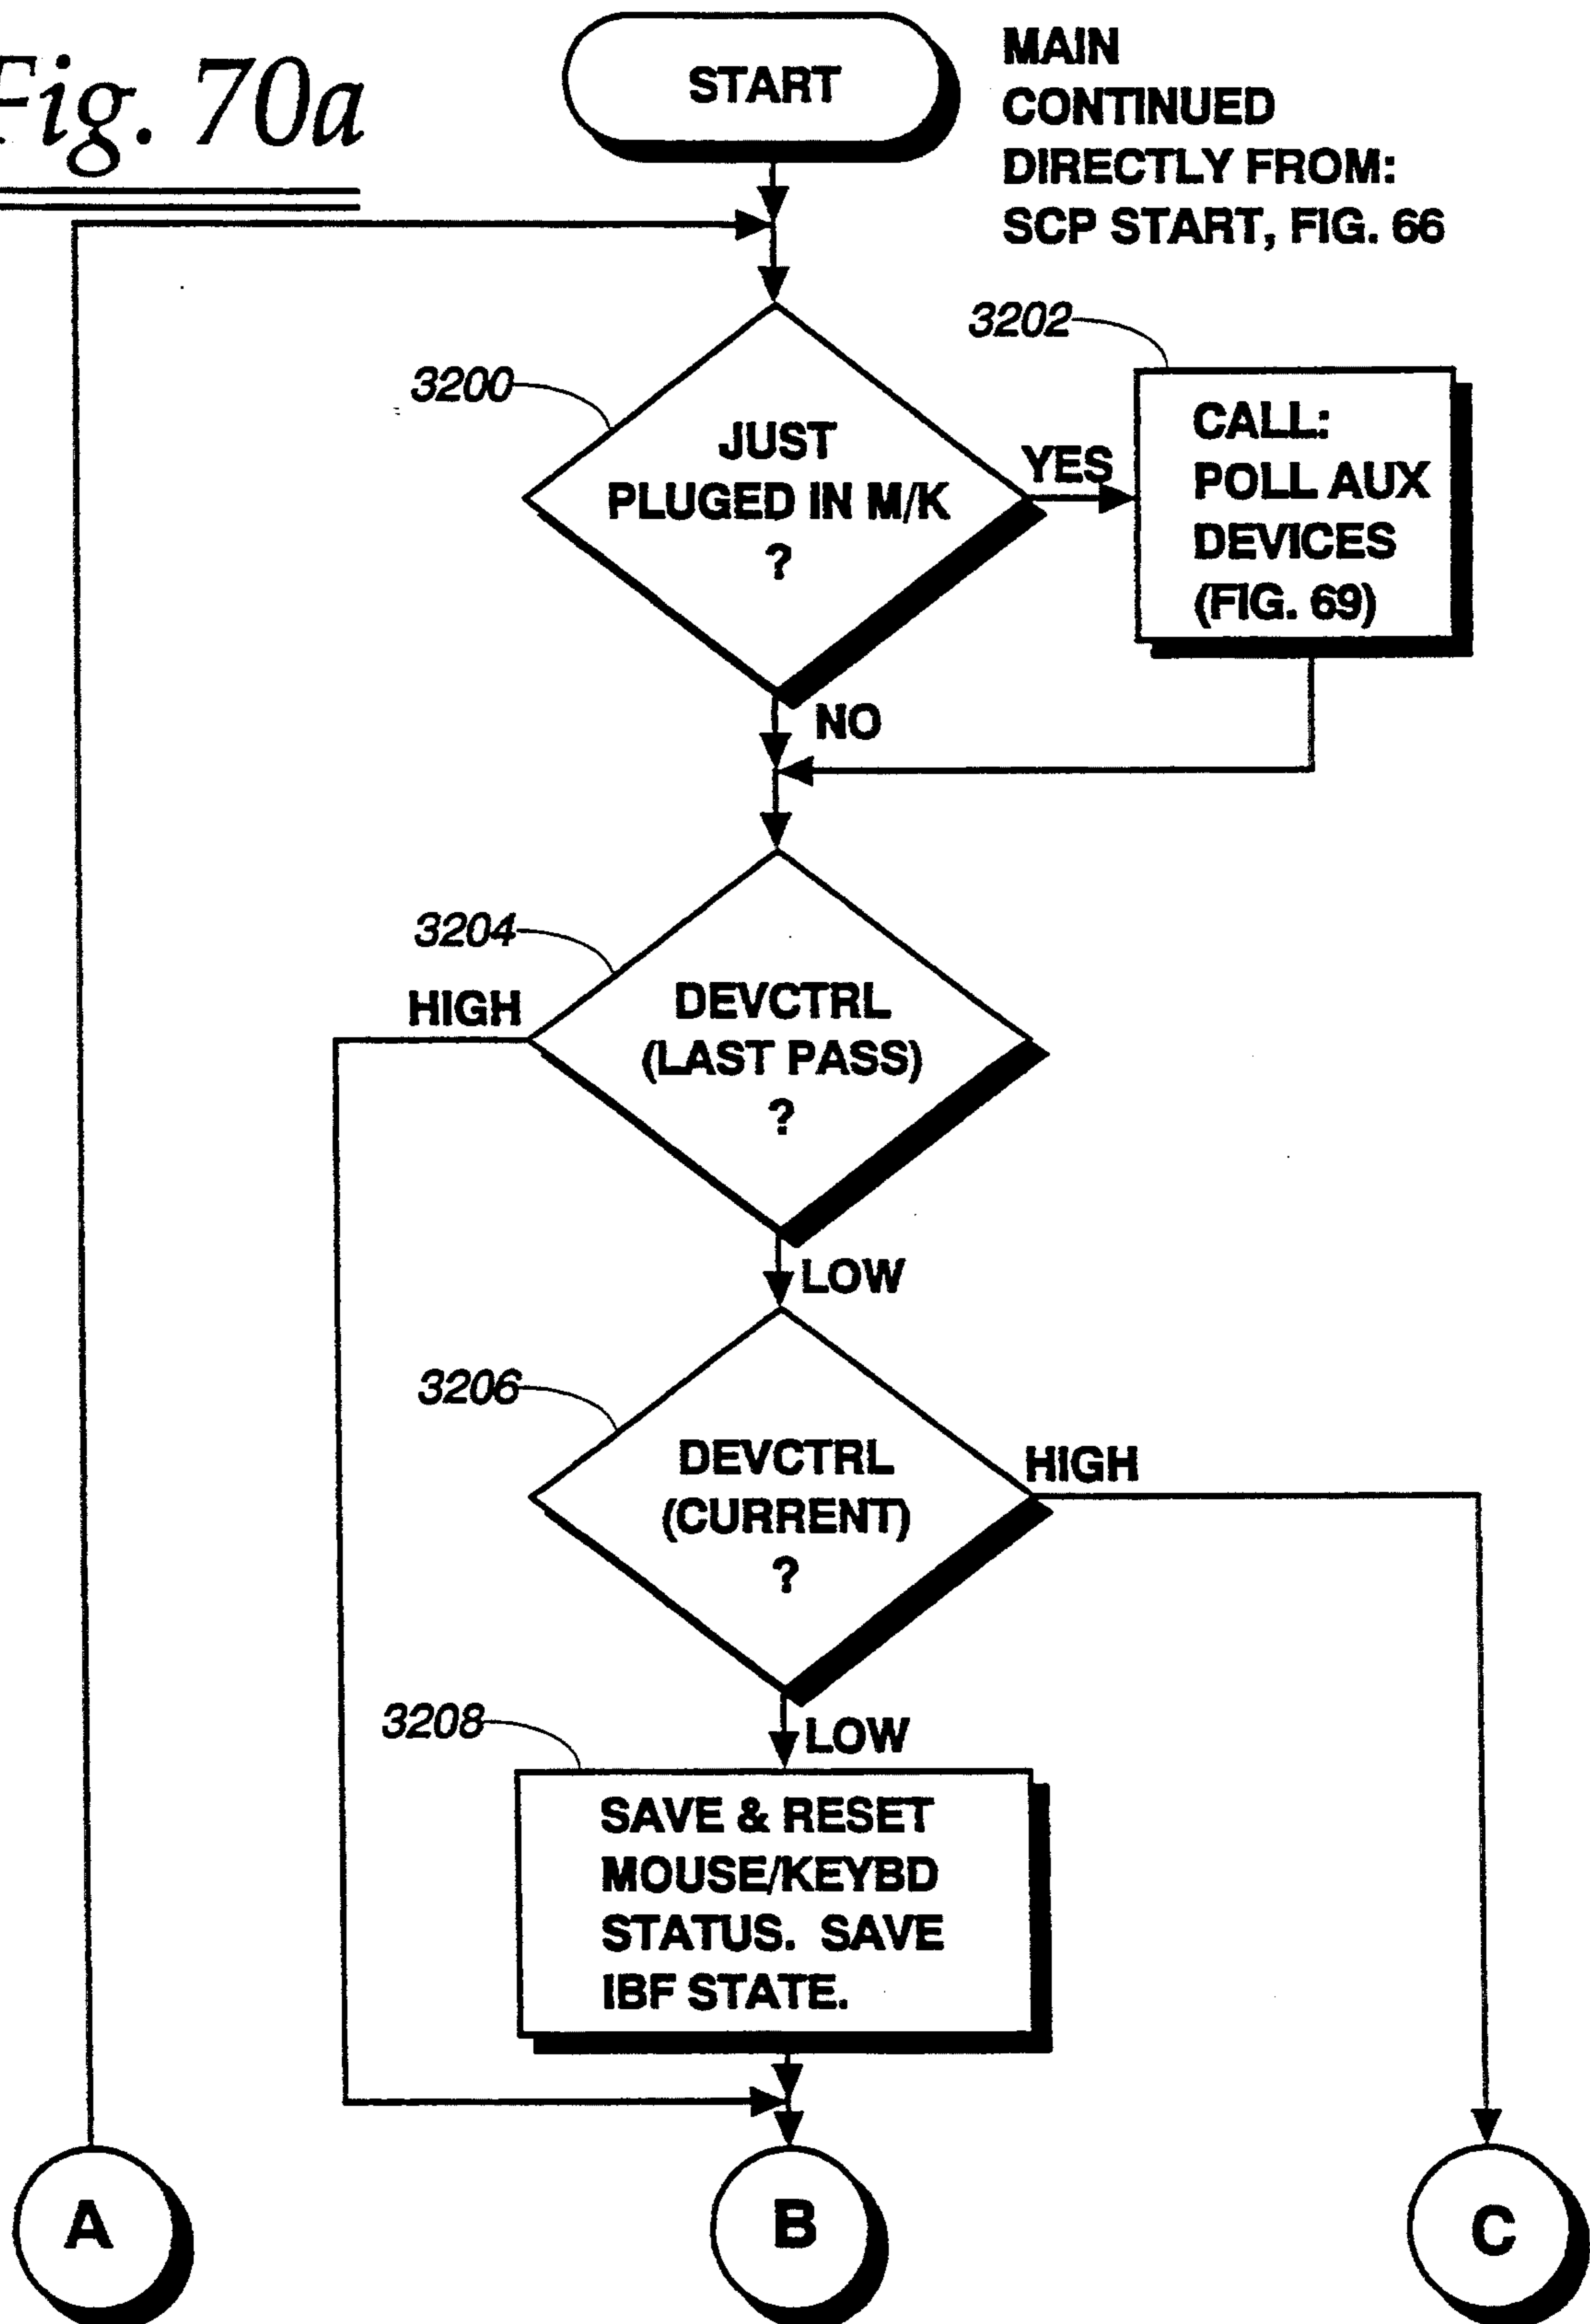 Fig. 70a
START
MAIN
CONTINUED
DIRECTLY FROM:
SCP START, FIG. 66
3200
JUST
PLUGED IN M/K
?
YES
3202
CALL:
POLL AUX
DEVICES
(FIG. 69)
NO
3204
HIGH
DEVCTRL
(LAST PASS)
?
LOW
3206
DEVCTRL
(CURRENT)
?
HIGH
LOW
3208
SAVE & RESET
MOUSE/KEYBD
STATUS. SAVE
IBF STATE.
A
B
C